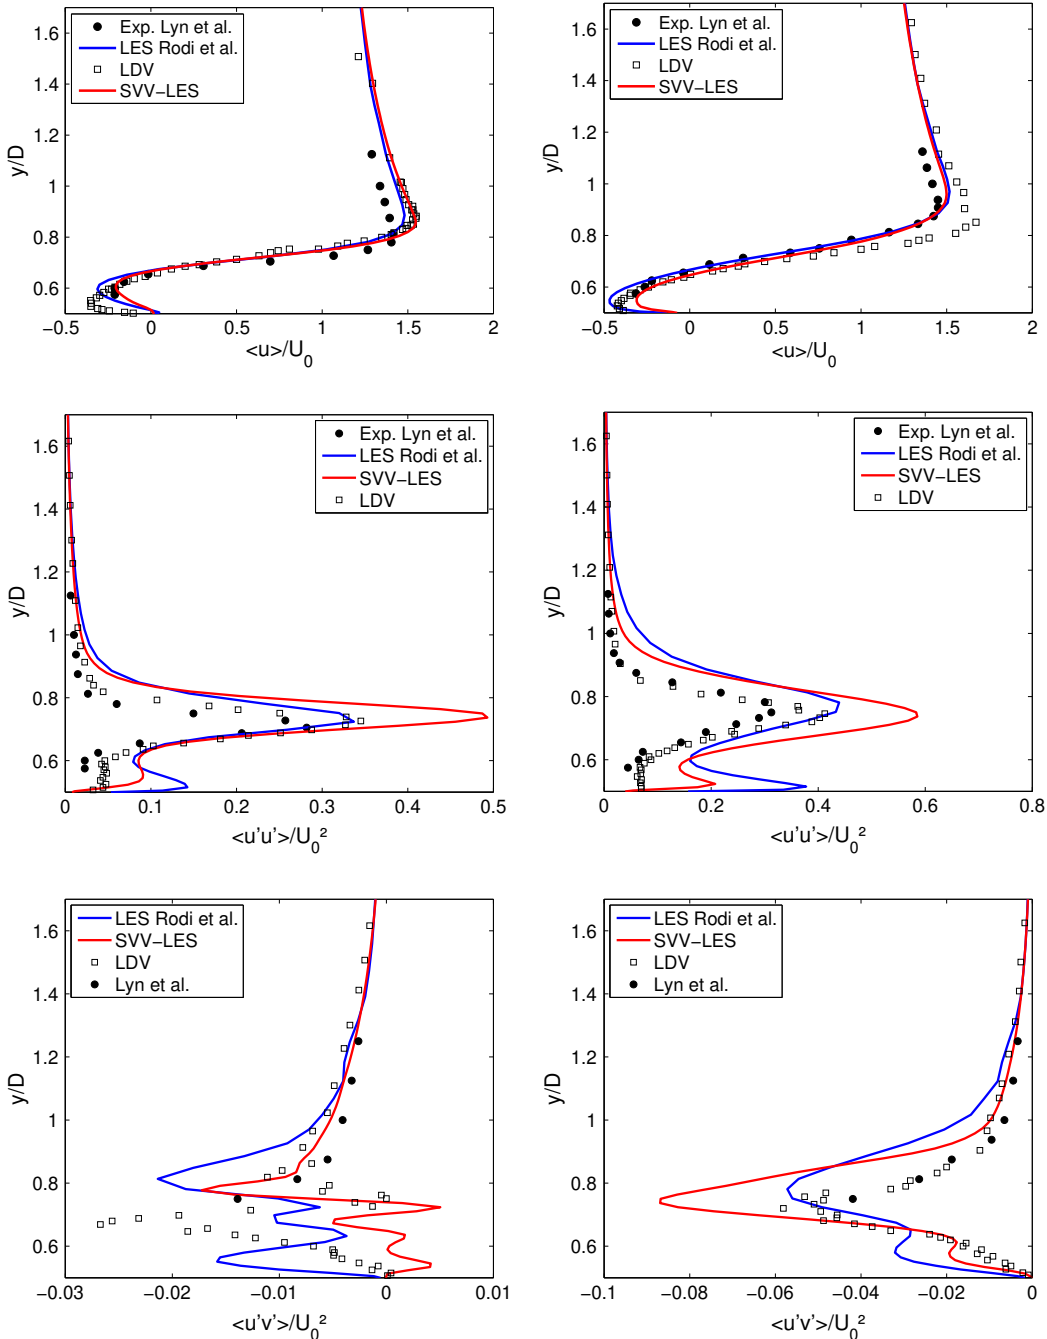 1.6
1.4
1.2
1
0.8
0.6
y/D
Exp. Lyn et al.
LES Rodi et al.
LDV
SVV−LES
−0.5 0 0.5 1 1.5 2
<u>/U0
1.6
1.4
1.2
1
0.8
0.6
y/D
Exp. Lyn et al.
LES Rodi et al.
LDV
SVV−LES
−0.5 0 0.5 1 1.5 2
<u>/U0
1.6
1.4
1.2
1
0.8
0.6
y/D
Exp. Lyn et al.
LES Rodi et al.
SVV−LES
LDV
0 0.1 0.2 0.3 0.4 0.5
<u'u'>/U0²
1.6
1.4
1.2
1
0.8
0.6
y/D
Exp. Lyn et al.
LES Rodi et al.
SVV−LES
LDV
0 0.2 0.4 0.6 0.8
<u'u'>/U0²
1.6
1.4
1.2
1
0.8
0.6
y/D
LES Rodi et al.
SVV−LES
LDV
Lyn et al.
−0.03 −0.02 −0.01 0 0.01
<u'v'>/U0²
1.6
1.4
1.2
1
0.8
0.6
y/D
LES Rodi et al.
SVV−LES
LDV
Lyn et al.
−0.1 −0.08 −0.06 −0.04 −0.02 0
<u'v'>/U0²